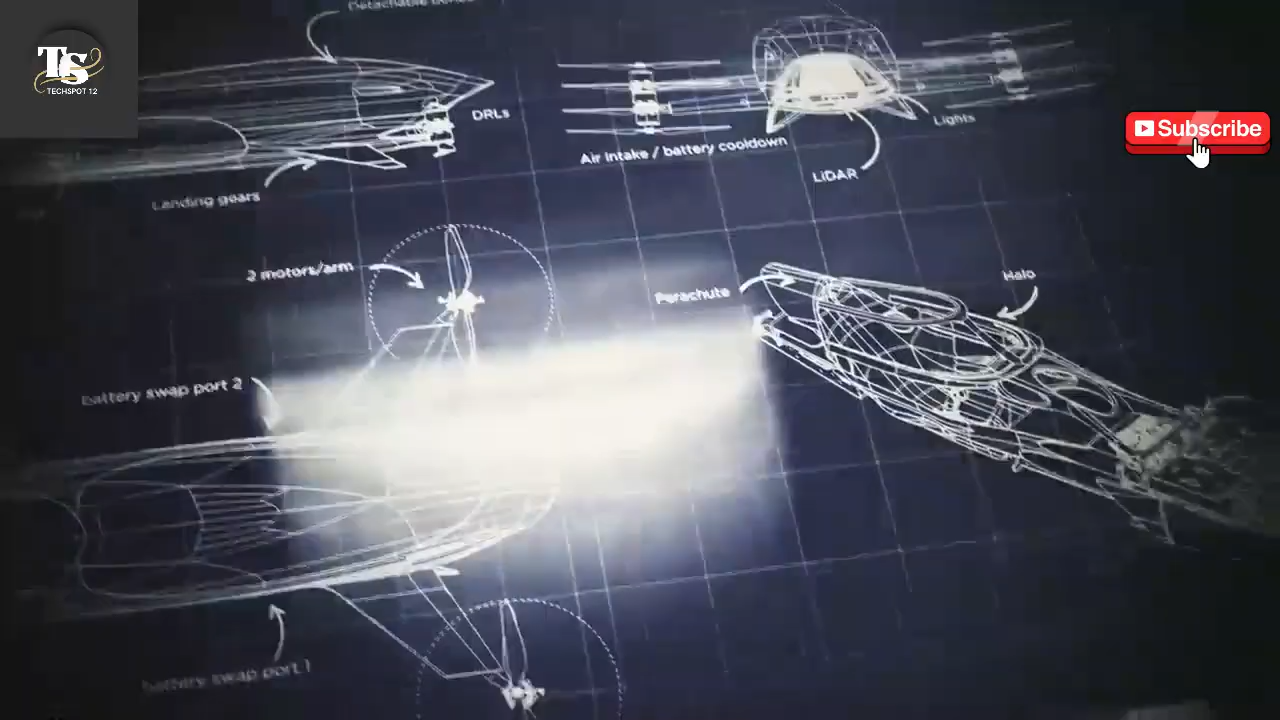 Detachable
TS
TECHSPOT 12
DRLs
Lights
Subscribe
Air Intake / battery cooldown
LiDAR
Landing gears
2 motors/arm
Parachute
Halo
Battery swap port 2
battery swap port 1